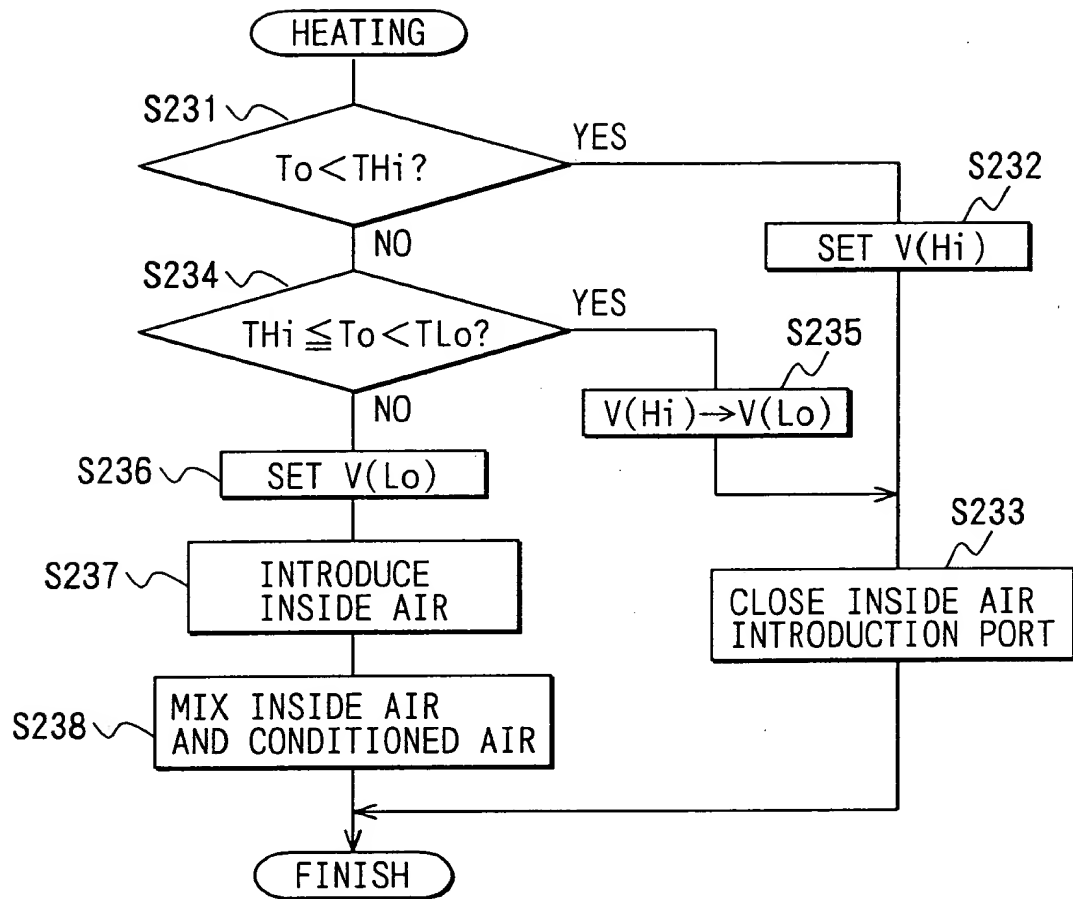 HEATING
S231
To<THi?
YES
NO
S232
SET V(Hi)
S234
THi≦To<TLo?
YES
NO
S235
V(Hi)→V(Lo)
S236
SET V(Lo)
S233
CLOSE INSIDE AIR
INTRODUCTION PORT
S237
INTRODUCE
INSIDE AIR
S238
MIX INSIDE AIR
AND CONDITIONED AIR
FINISH